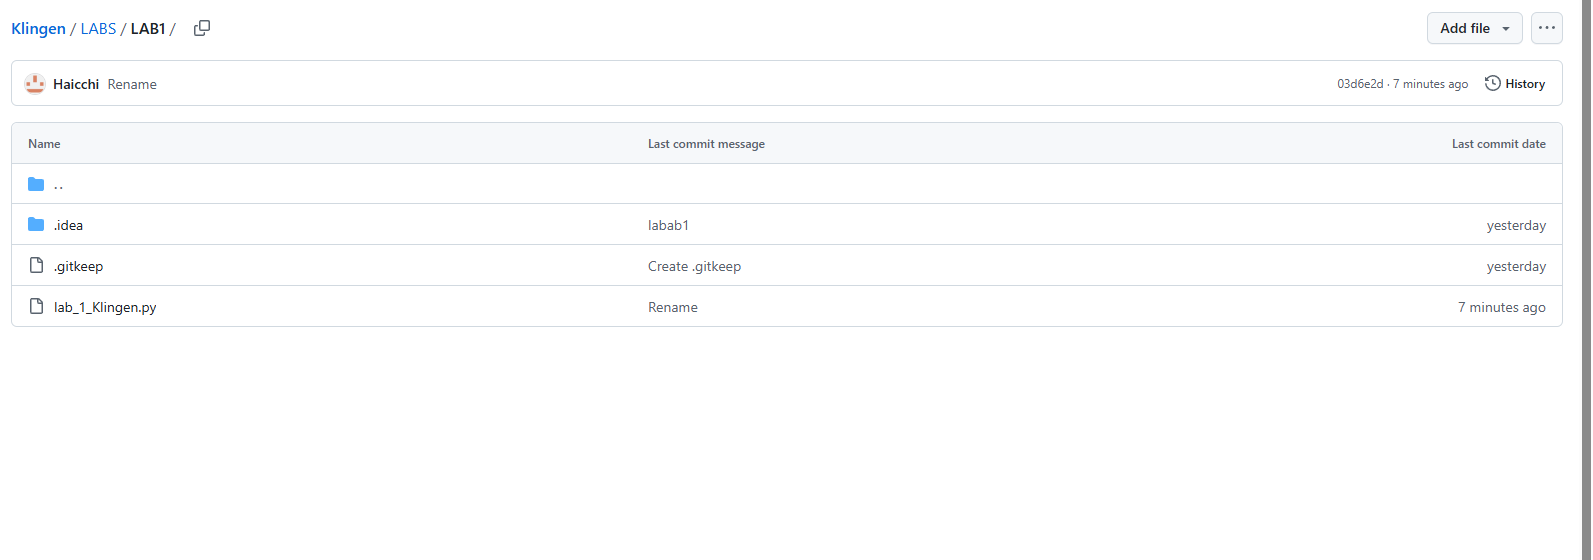 Klingen / LABS / LAB1 /
Add file
Haicchi Rename
03d6e2d · 7 minutes ago
History
Name Last commit message Last commit date
..
.idea labab1 yesterday
.gitkeep Create .gitkeep yesterday
lab_1_Klingen.py Rename 7 minutes ago